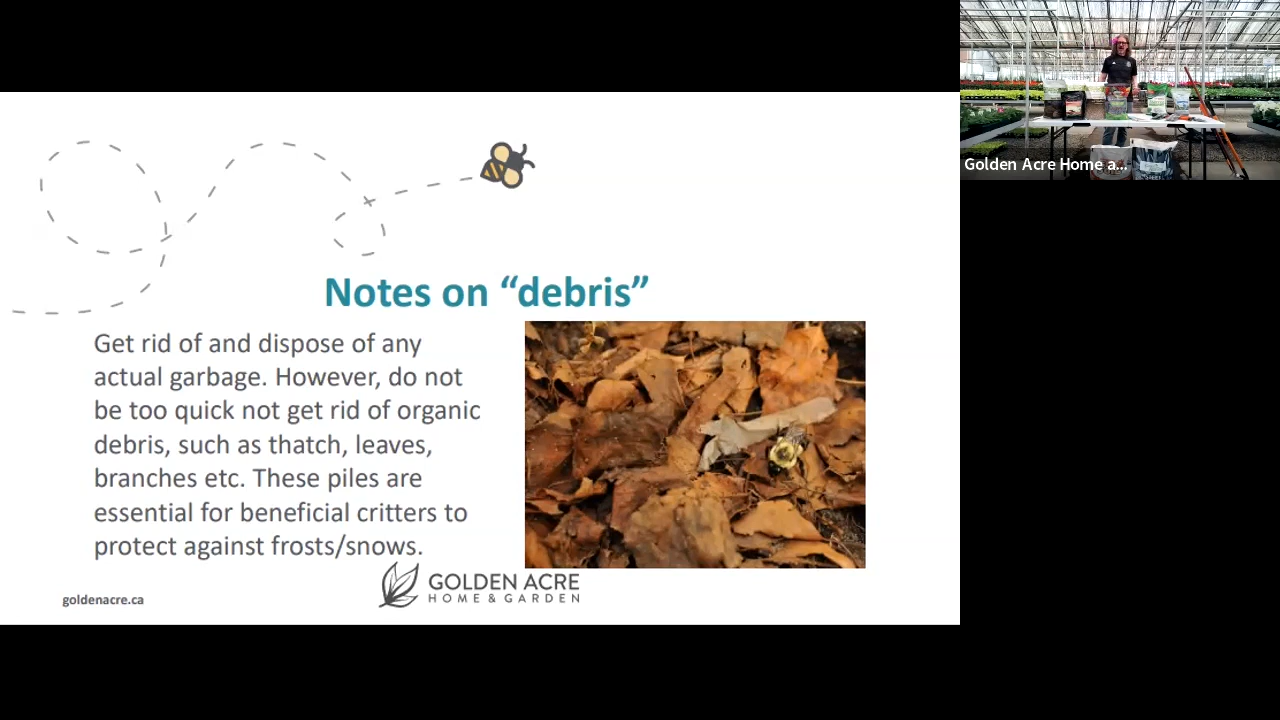 Golden Acre Home a...
Notes on “debris”
Get rid of and dispose of any
actual garbage. However, do not
be too quick not get rid of organic
debris, such as thatch, leaves,
branches etc. These piles are
essential for beneficial critters to
protect against frosts/snows.
GOLDEN ACRE
HOME & GARDEN
goldenacre.ca